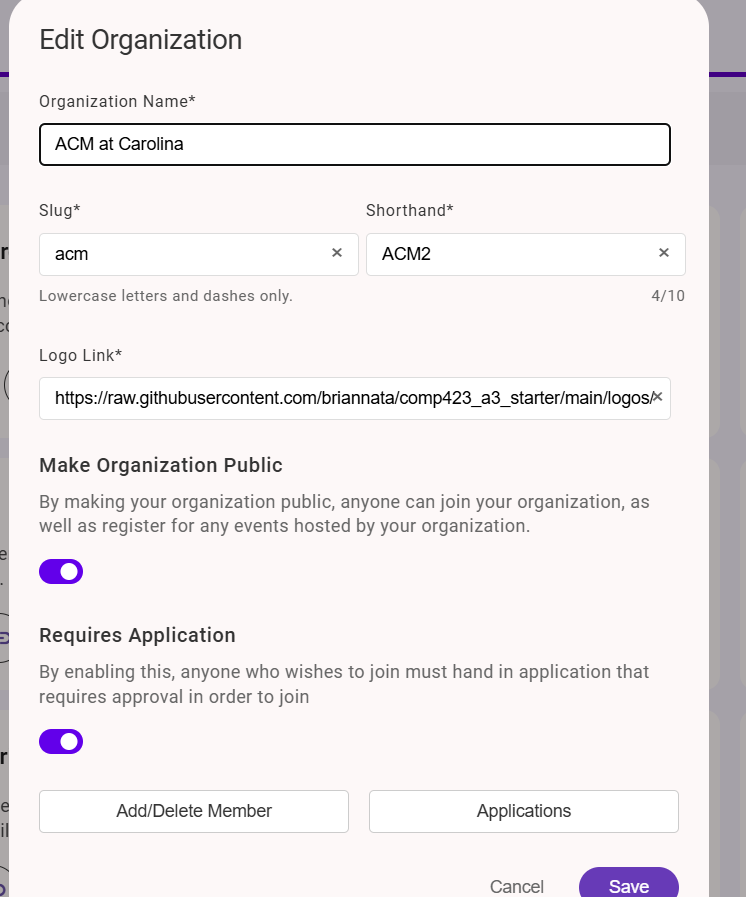 Edit Organization
Organization Name*
ACM at Carolina
Slug* Shorthand*
acm × ACM2 ×
Lowercase letters and dashes only. 4/10
Logo Link*
https://raw.githubusercontent.com/briannata/comp423_a3_starter/main/logos/ ×
Make Organization Public
By making your organization public, anyone can join your organization, as
well as register for any events hosted by your organization.
Requires Application
By enabling this, anyone who wishes to join must hand in application that
requires approval in order to join
Add/Delete Member Applications
Cancel Save